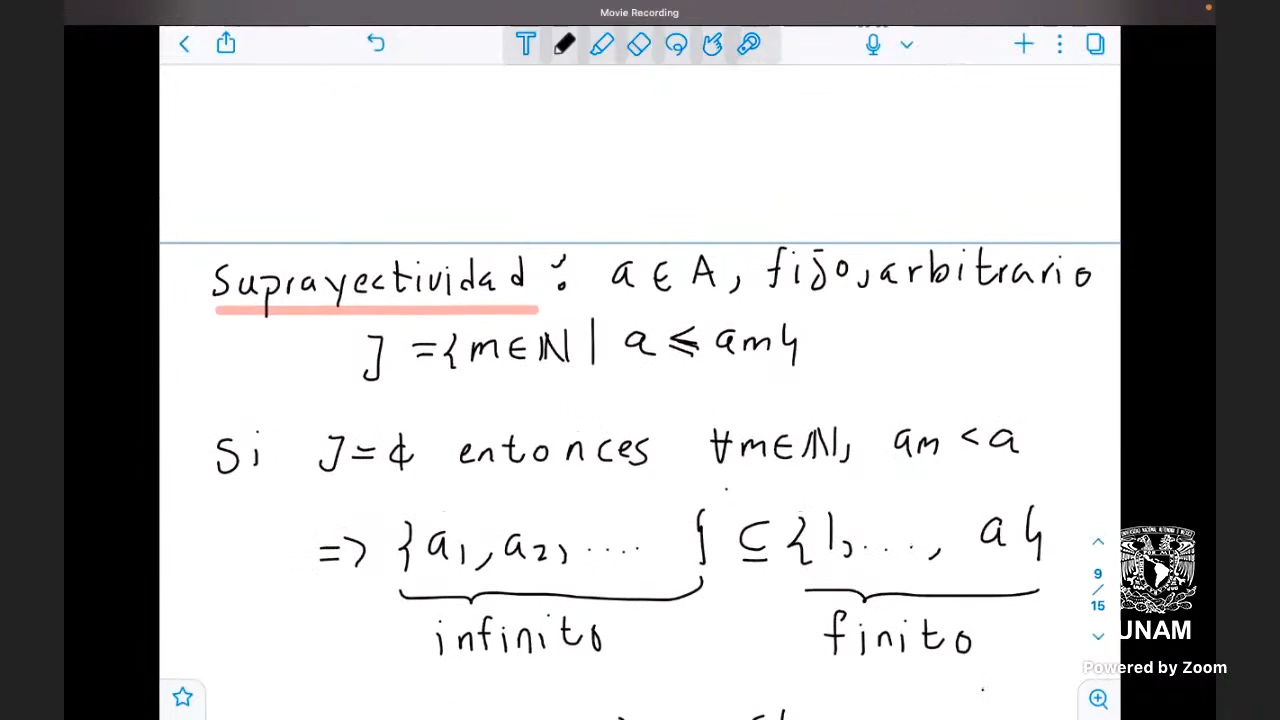 Movie Recording
Suprayectividad: a ∈ A, fijo, arbitrario
J = {m ∈ ℕ | a ≤ am}
Si J = ∅ entonces ∀m ∈ ℕ, am < a
=> {a1, a2, .... } ⊆ {1, ..., a}
infinito finito
9
/
15
UNAM
Powered by Zoom